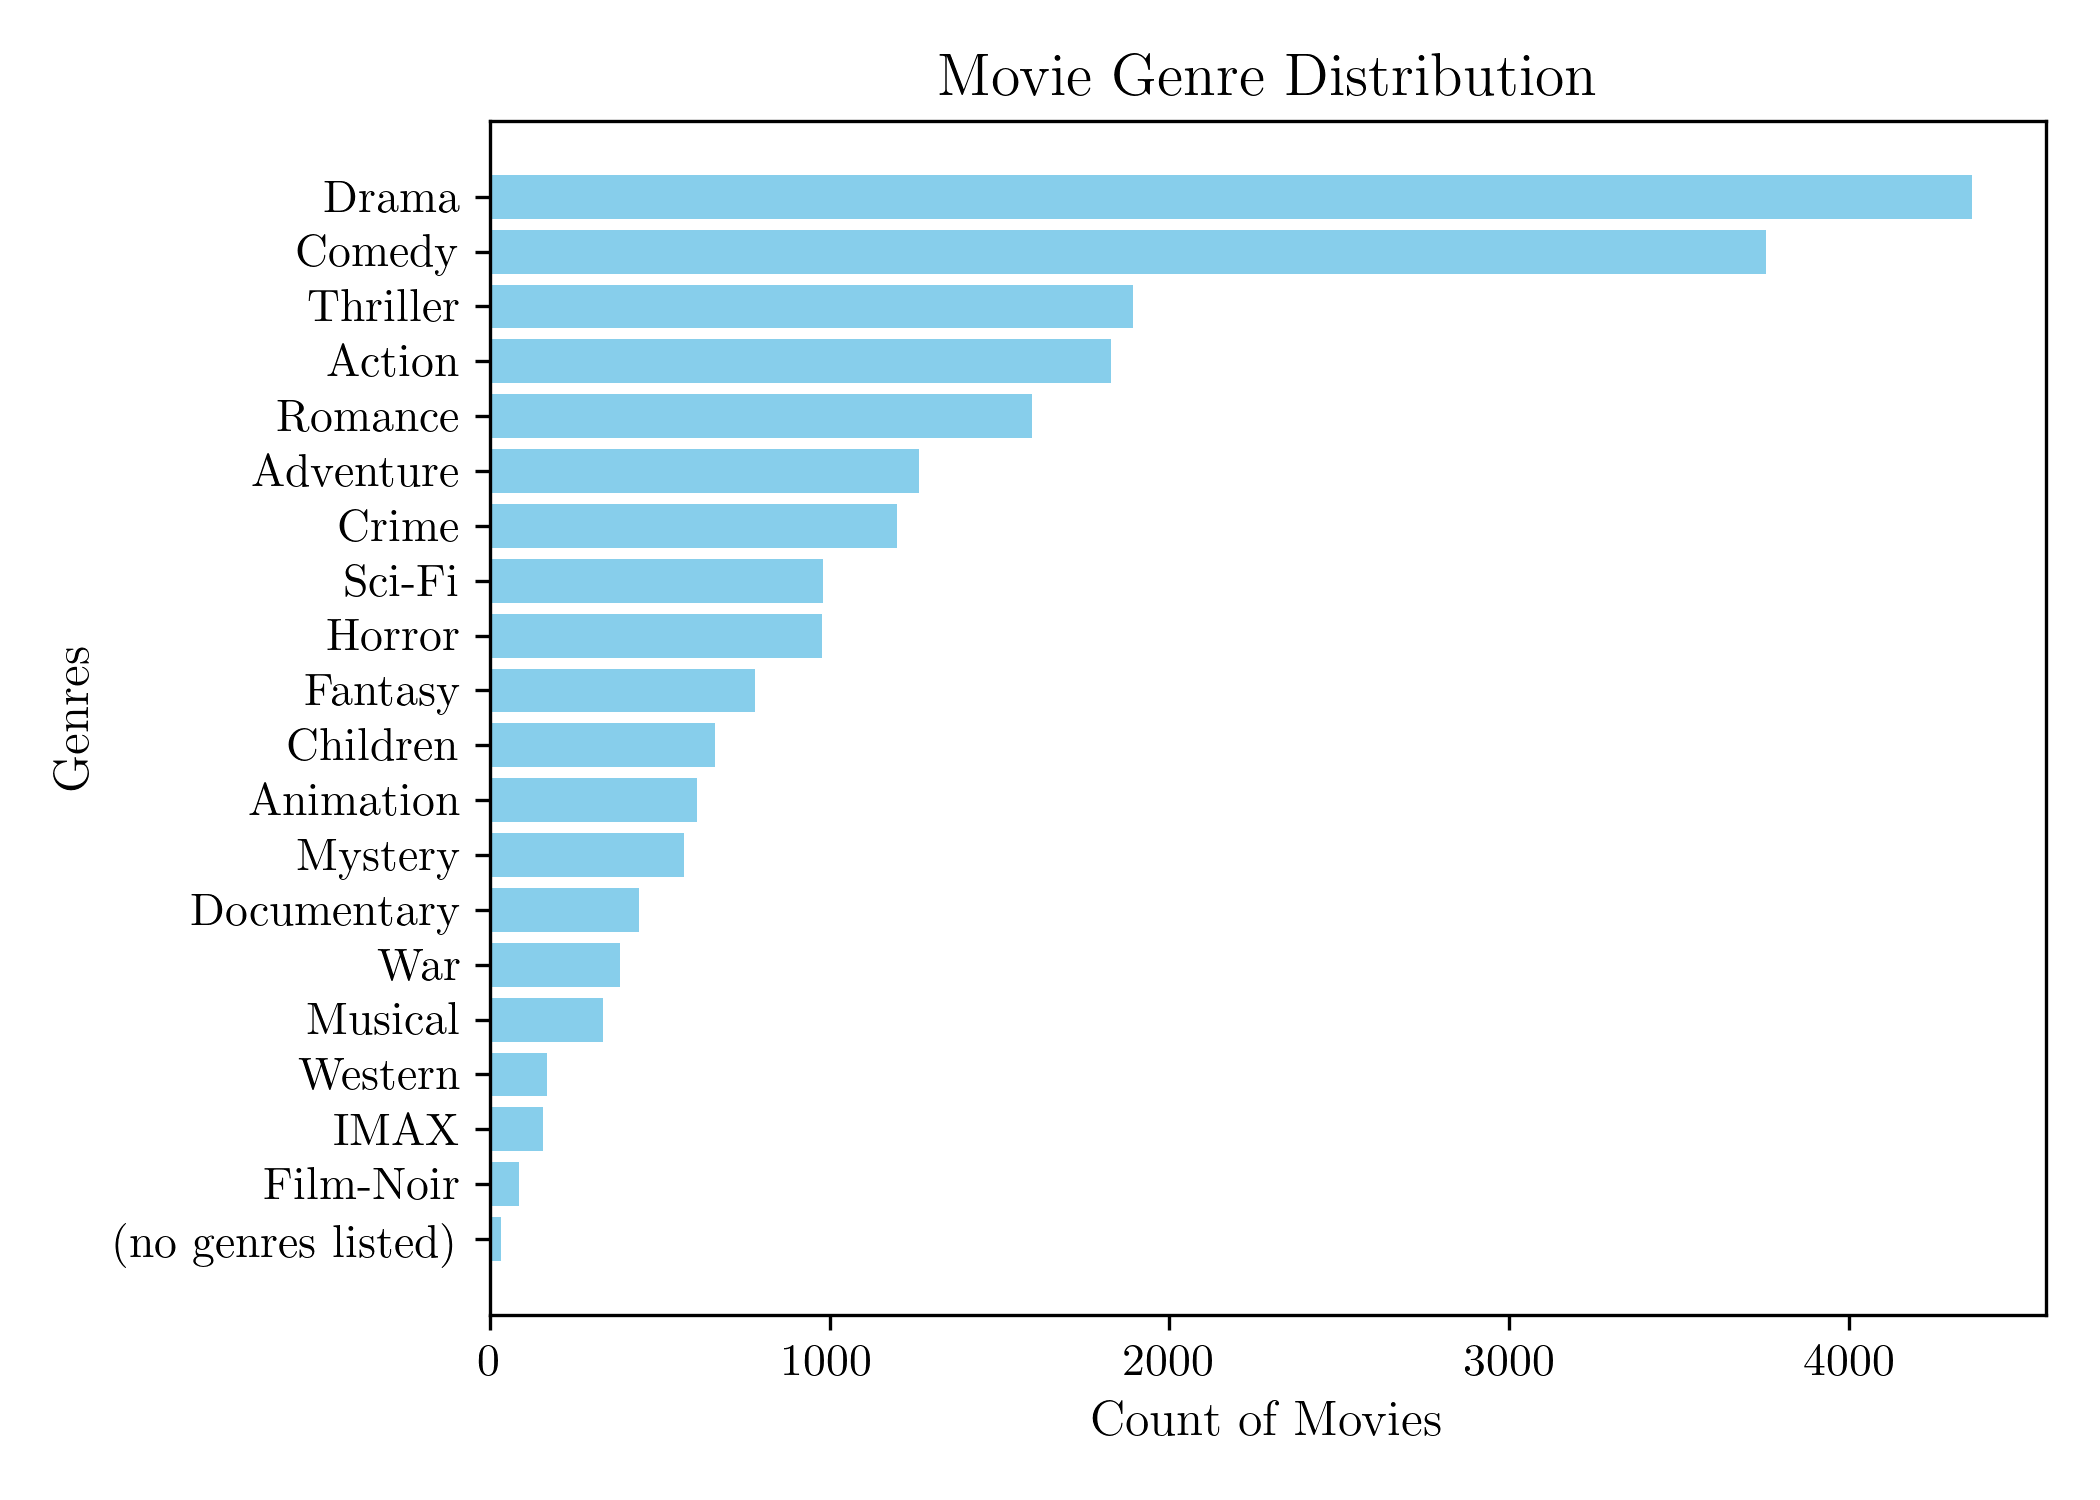 Movie Genre Distribution
Drama
Comedy
Thriller
Action
Romance
Adventure
Crime
Sci-Fi
Horror
Fantasy
Children
Animation
Mystery
Documentary
War
Musical
Western
IMAX
Film-Noir
(no genres listed)
Genres
0 1000 2000 3000 4000
Count of Movies